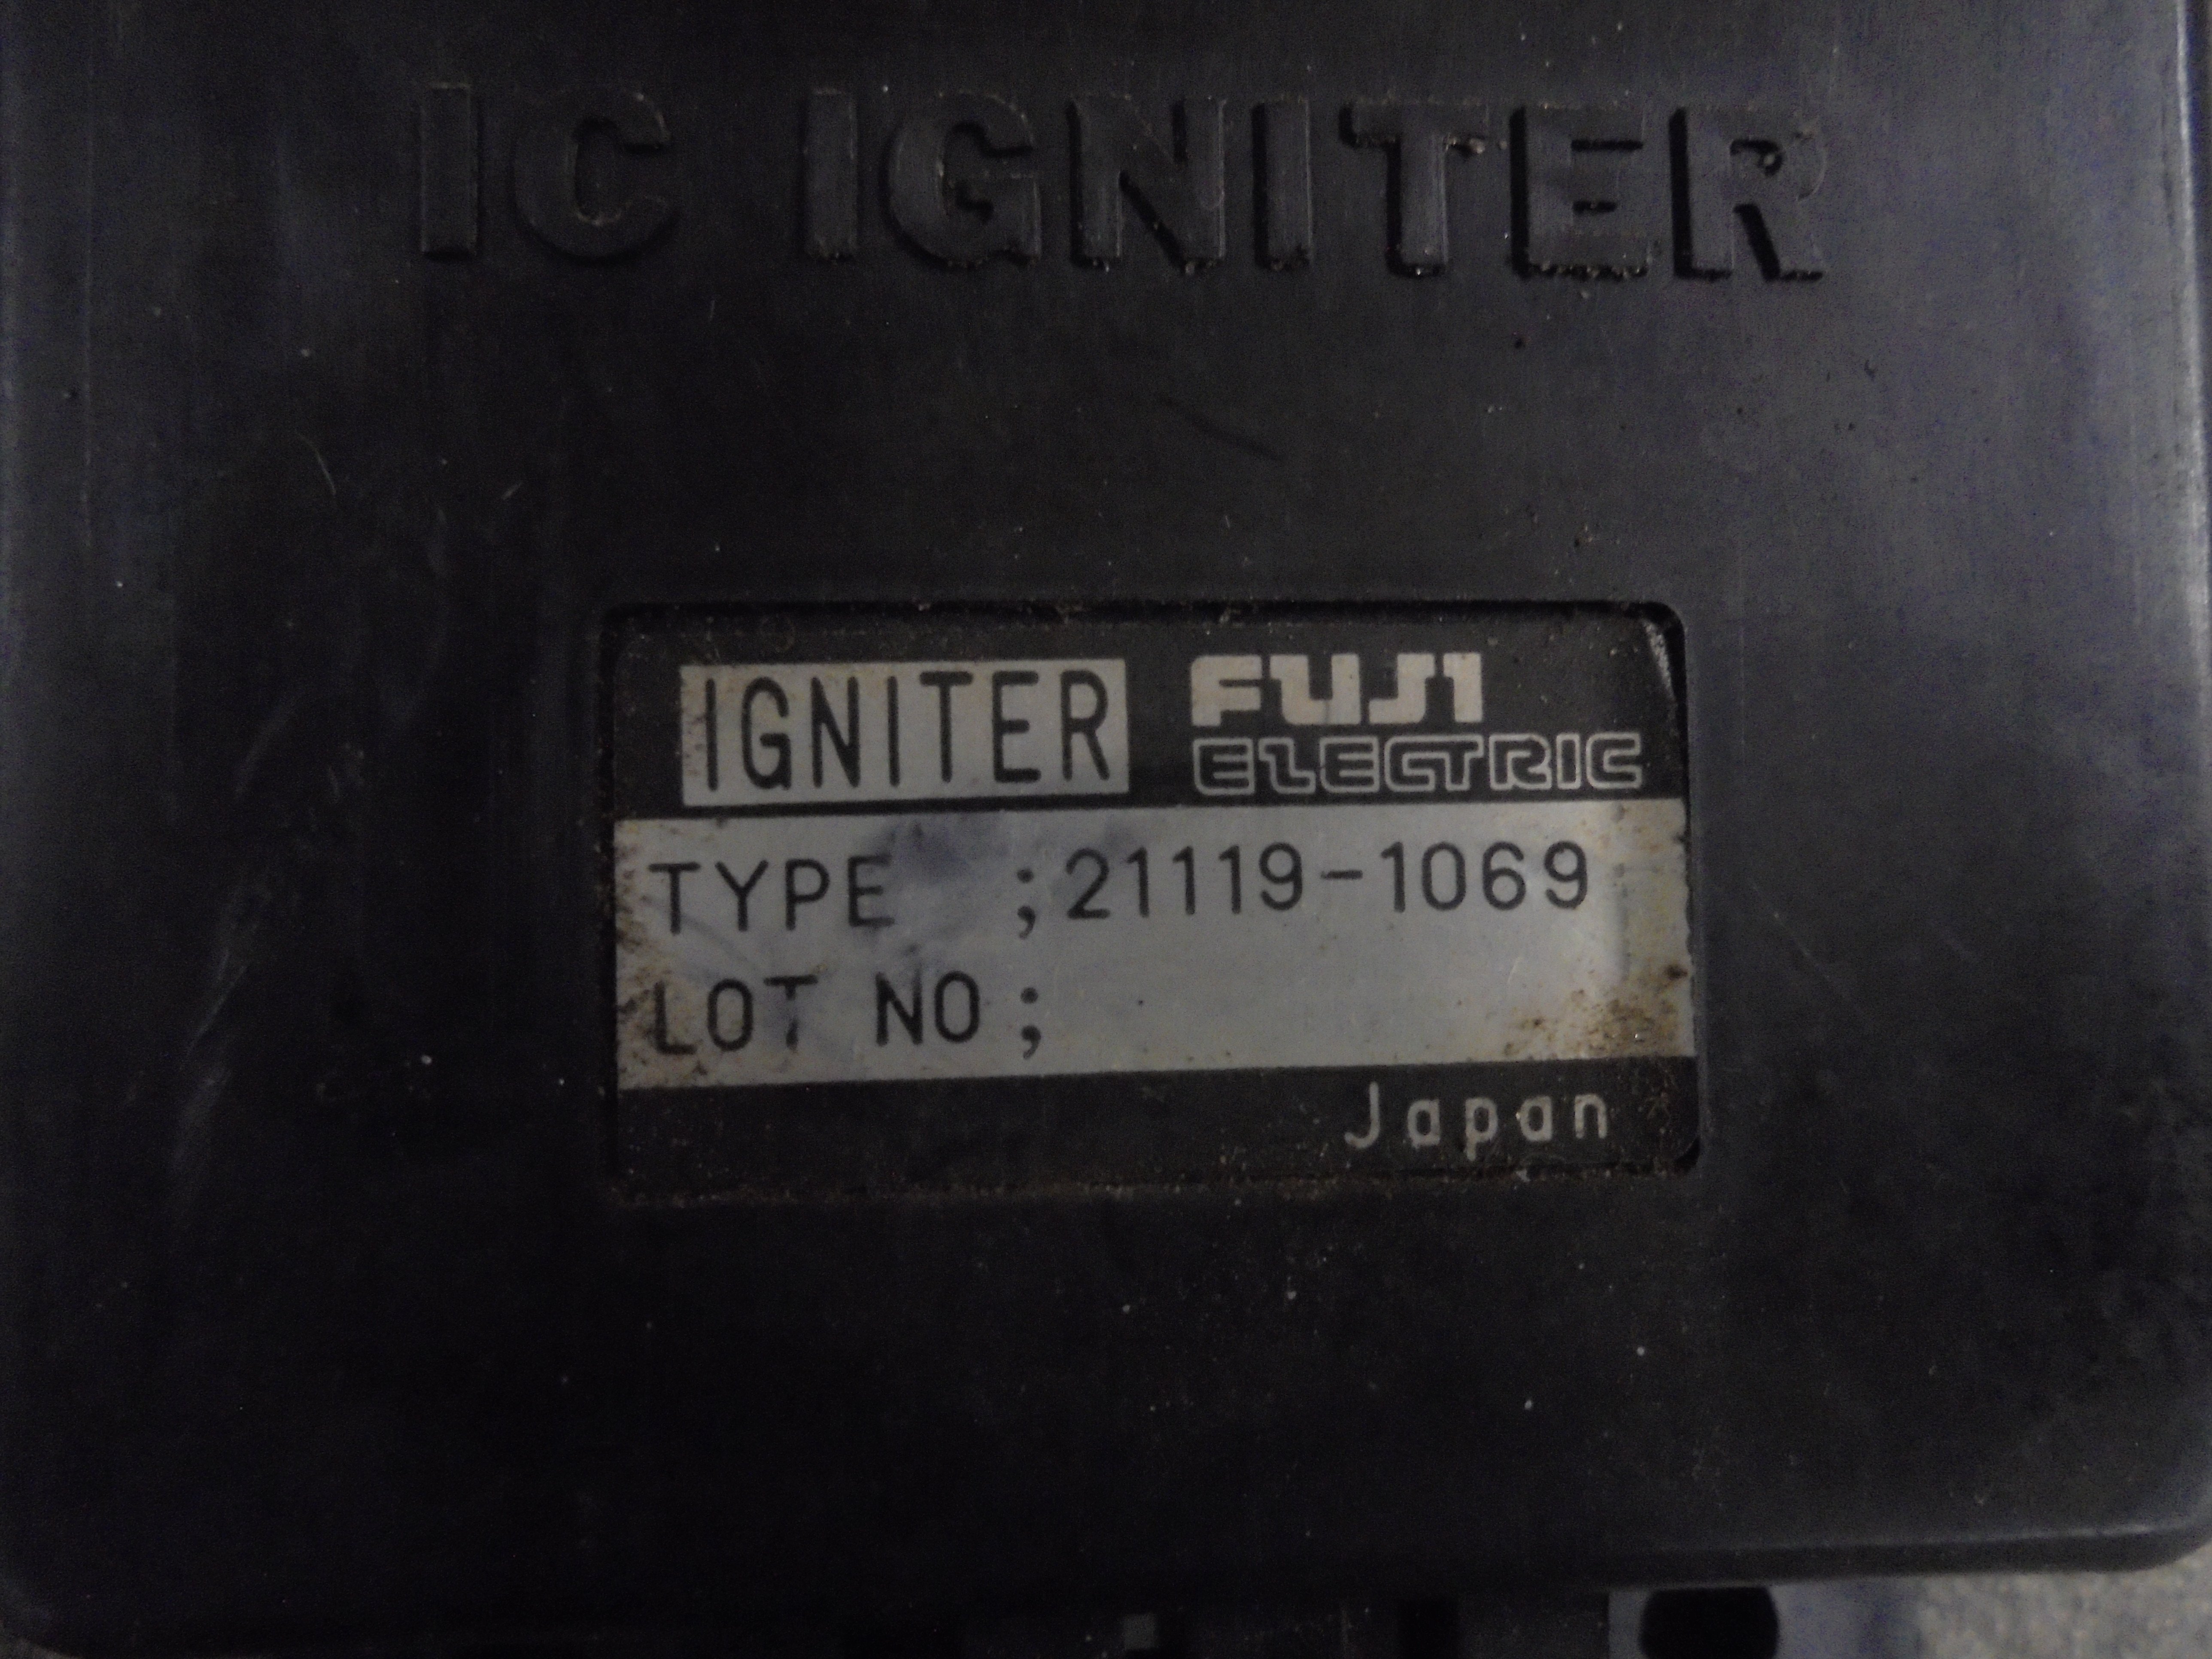 IC IGNITER
IGNITER FUJI
ELECTRIC
TYPE ;21119-1069
LOT NO;
Japan